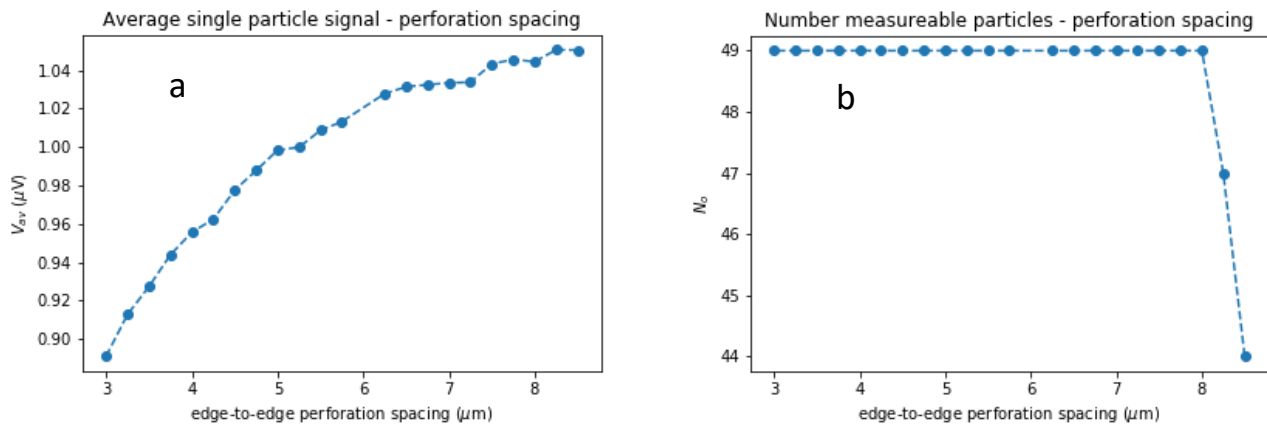 Average single particle signal - perforation spacing
a
1.04
1.02
1.00
0.98
0.96
0.94
0.92
0.90
V_av (μV)
3 4 5 6 7 8
edge-to-edge perforation spacing (μm)
Number measureable particles - perforation spacing
b
49
48
47
46
45
44
N_o
3 4 5 6 7 8
edge-to-edge perforation spacing (μm)